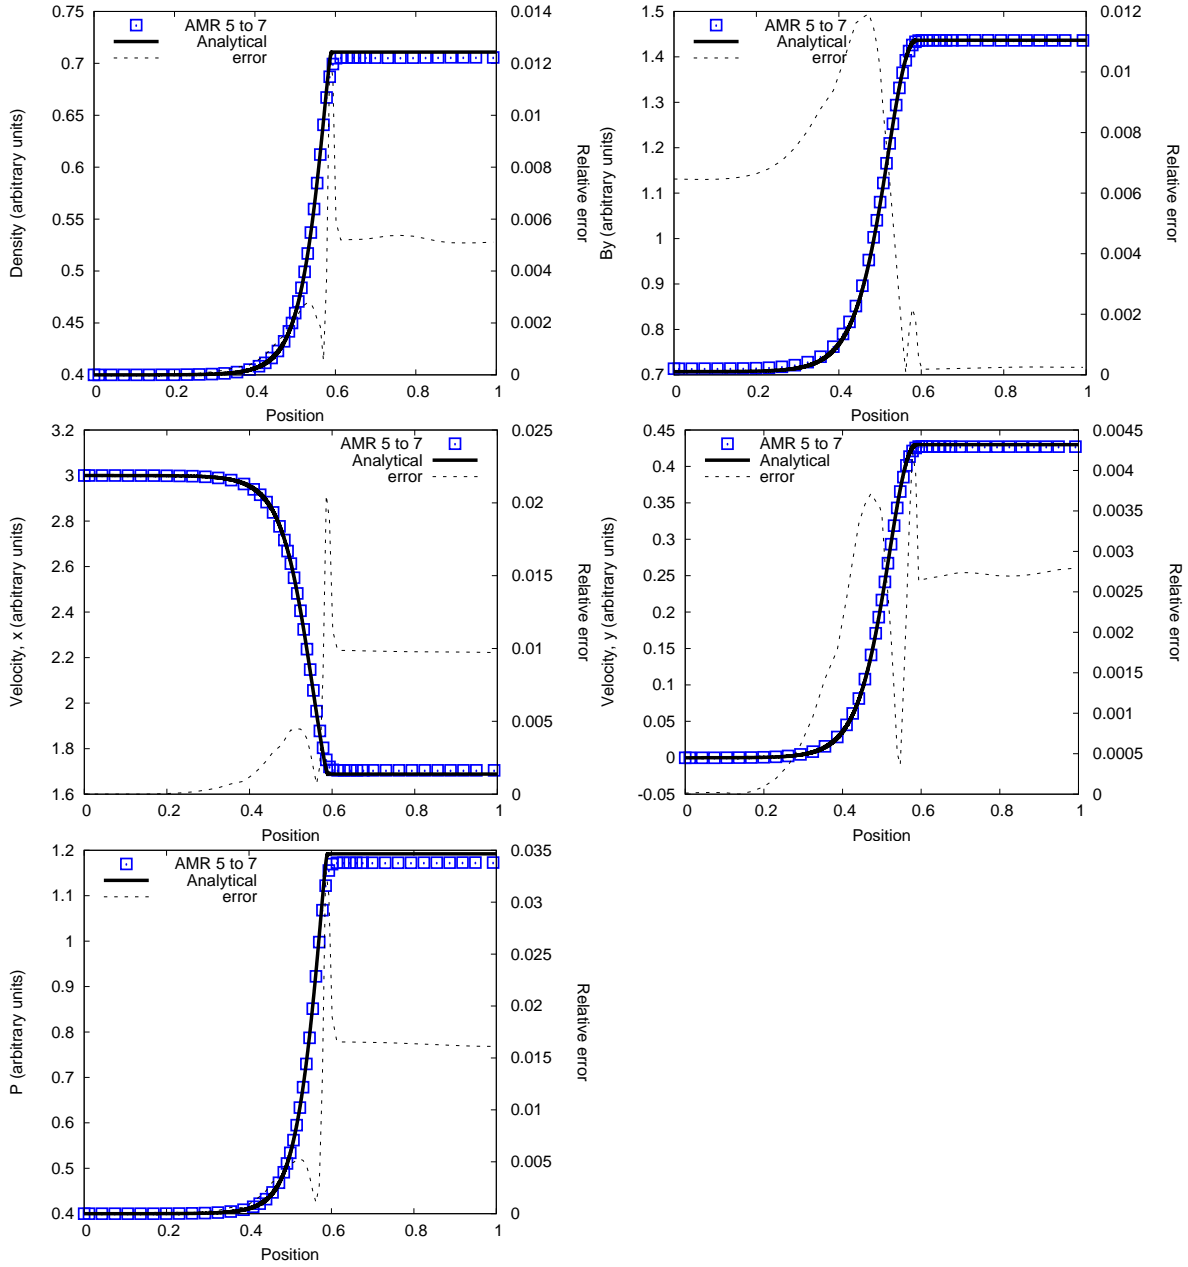 AMR 5 to 7
Analytical
error
Density (arbitrary units)
0.75
0.7
0.65
0.6
0.55
0.5
0.45
0.4
0.014
0.012
0.01
0.008
0.006
0.004
0.002
0
Relative error
0 0.2 0.4 0.6 0.8 1
Position
AMR 5 to 7
Analytical
error
By (arbitrary units)
1.5
1.4
1.3
1.2
1.1
1
0.9
0.8
0.7
0.012
0.010
0.008
0.006
0.004
0.002
0
Relative error
0 0.2 0.4 0.6 0.8 1
Position
AMR 5 to 7
Analytical
error
Velocity, x (arbitrary units)
3.2
3
2.8
2.6
2.4
2.2
2
1.8
1.6
0.025
0.020
0.015
0.010
0.005
0
Relative error
0 0.2 0.4 0.6 0.8 1
Position
AMR 5 to 7
Analytical
error
Velocity, y (arbitrary units)
0.45
0.4
0.35
0.3
0.25
0.2
0.15
0.1
0.05
0
-0.05
0.0045
0.004
0.0035
0.003
0.0025
0.002
0.0015
0.001
0.0005
0
Relative error
0 0.2 0.4 0.6 0.8 1
Position
AMR 5 to 7
Analytical
error
P (arbitrary units)
1.2
1.1
1
0.9
0.8
0.7
0.6
0.5
0.4
0.035
0.03
0.025
0.02
0.015
0.01
0.005
0
Relative error
0 0.2 0.4 0.6 0.8 1
Position